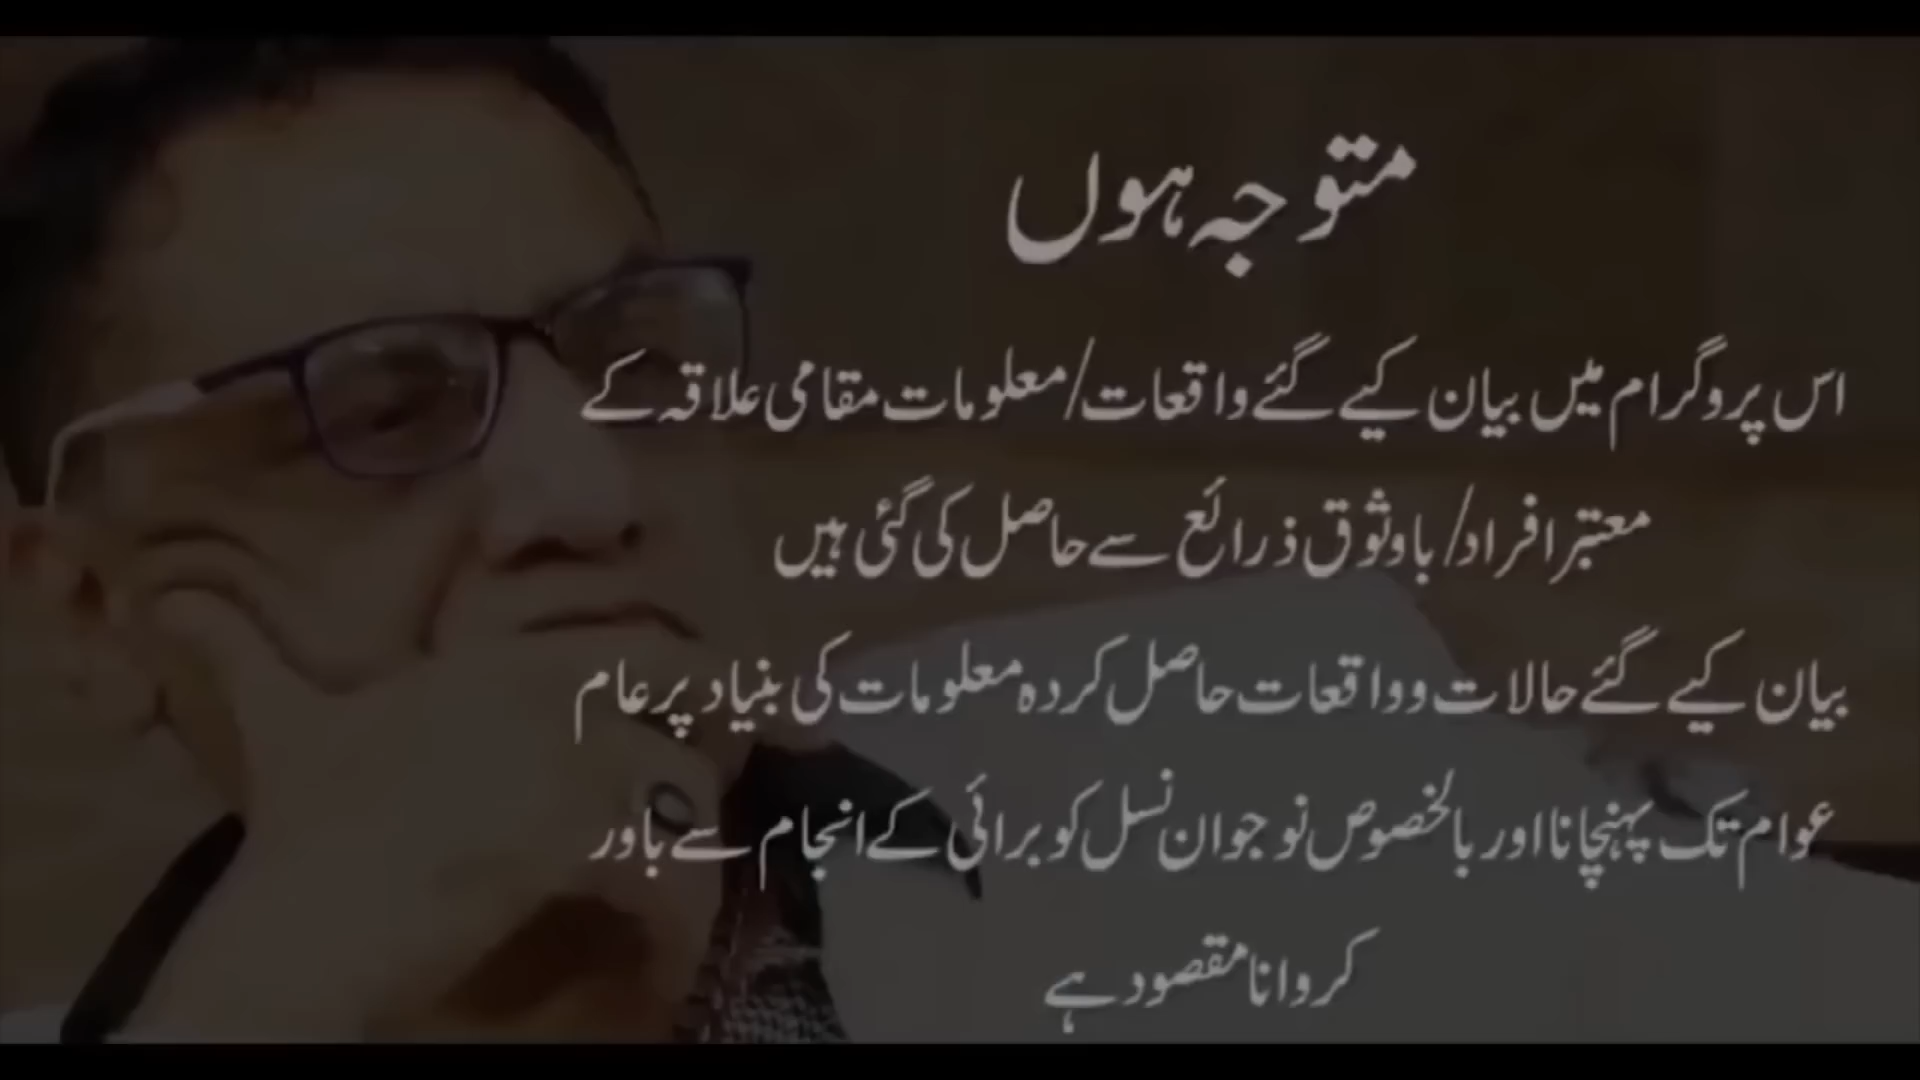 متوجہ ہوں
اس پروگرام میں بیان کیے گئے واقعات/معلومات مقامی علاقہ کے
معتبر افراد/ باوثوق ذرائع سے حاصل کی گئی ہیں
بیان کیے گئے حالات و واقعات حاصل کردہ معلومات کی بنیاد پر عام
عوام تک پہنچانا اور بالخصوص نوجوان نسل کو برائی کے انجام سے باور
کروانا مقصود ہے